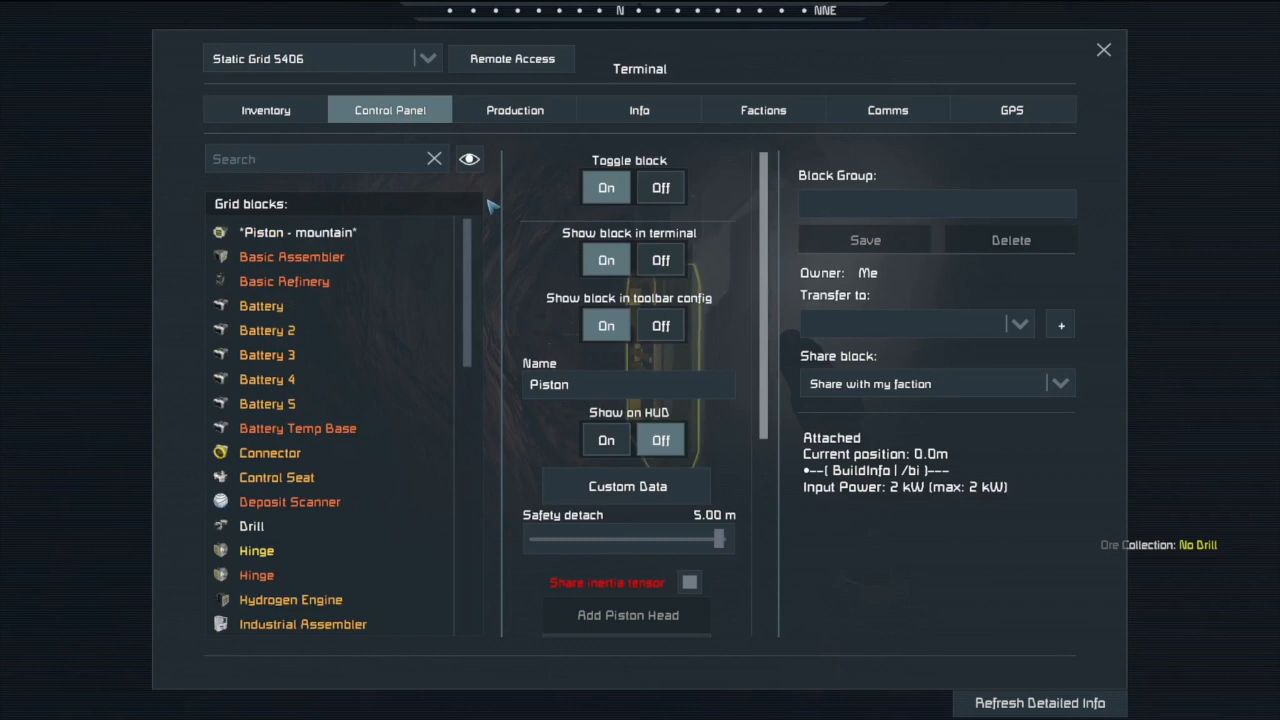 N
NNE
Static Grid 5406
Remote Access
Terminal
Inventory
Control Panel
Production
Info
Factions
Comms
GPS
Search
Grid blocks:
*Piston - mountain*
Basic Assembler
Basic Refinery
Battery
Battery 2
Battery 3
Battery 4
Battery 5
Battery Temp Base
Connector
Control Seat
Deposit Scanner
Drill
Hinge
Hinge
Hydrogen Engine
Industrial Assembler
Toggle block
On Off
Show block in terminal
On Off
Show block in toolbar config
On Off
Name
Piston
Show on HUD
On Off
Custom Data
Safety detach 5.00 m
Share inertia tensor
Add Piston Head
Block Group:
Save Delete
Owner: Me
Transfer to:
+
Share block:
Share with my faction
Attached
Current position: 0.0m
•--( BuildInfo | /bi )---
Input Power: 2 kW (max: 2 kW)
Ore Collection: No Drill
Refresh Detailed Info